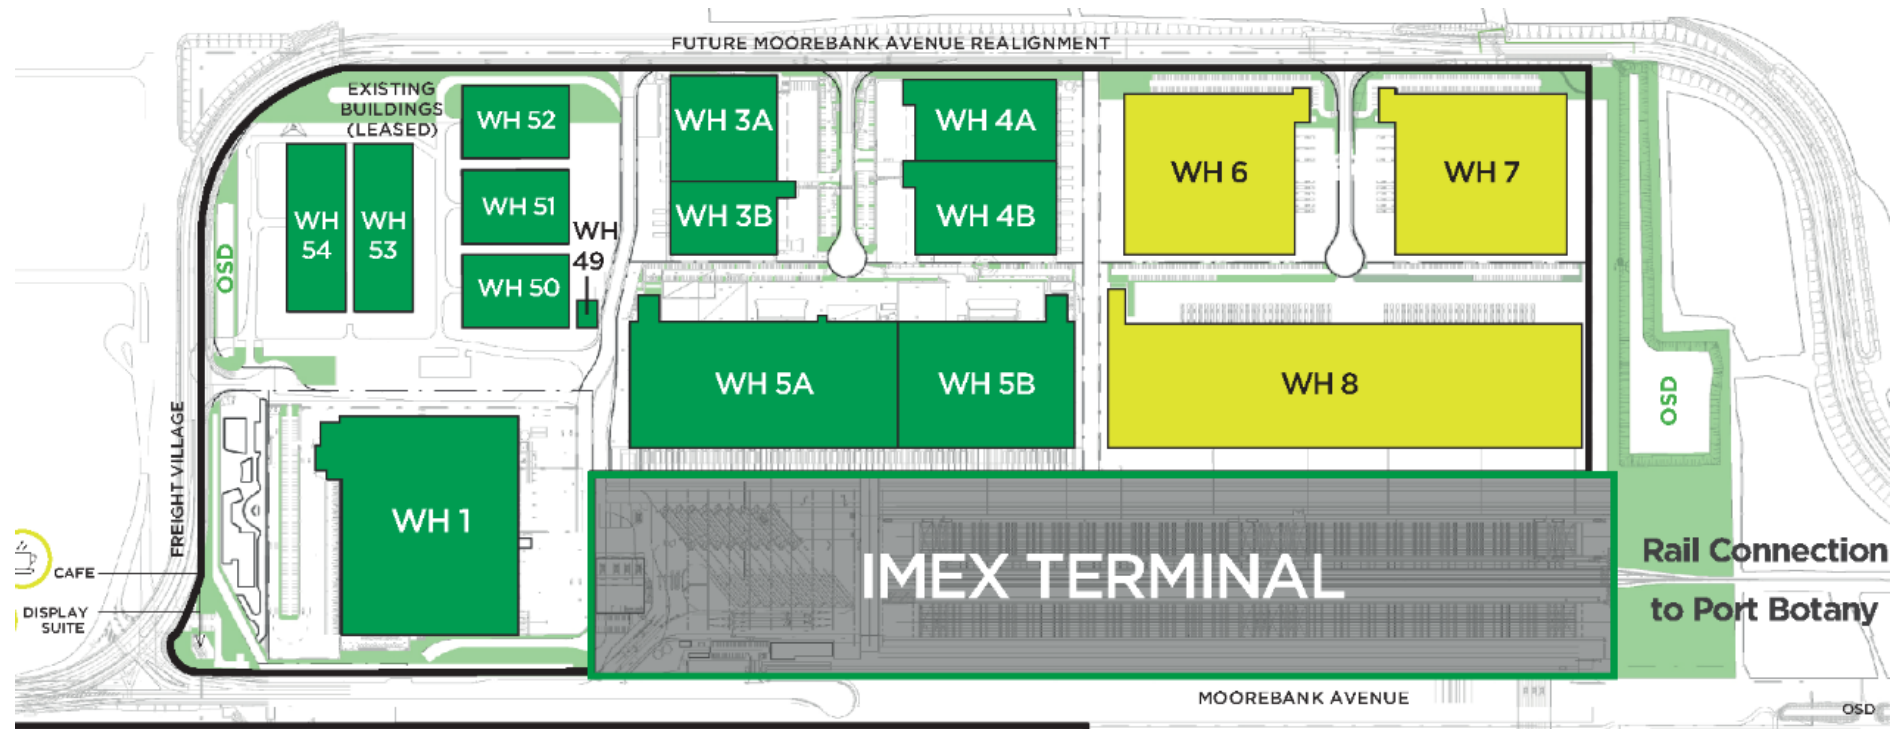 FUTURE MOOREBANK AVENUE REALIGNMENT
EXISTING
BUILDINGS
(LEASED)
WH 52
WH 3A
WH 4A
WH 6
WH 7
WH
54
WH
53
WH 51
WH 3B
WH 4B
WH
49
OSD
WH 50
WH 5A
WH 5B
WH 8
OSD
FREIGHT VILLAGE
WH 1
IMEX TERMINAL
Rail Connection
to Port Botany
CAFE
DISPLAY
SUITE
MOOREBANK AVENUE
OSD